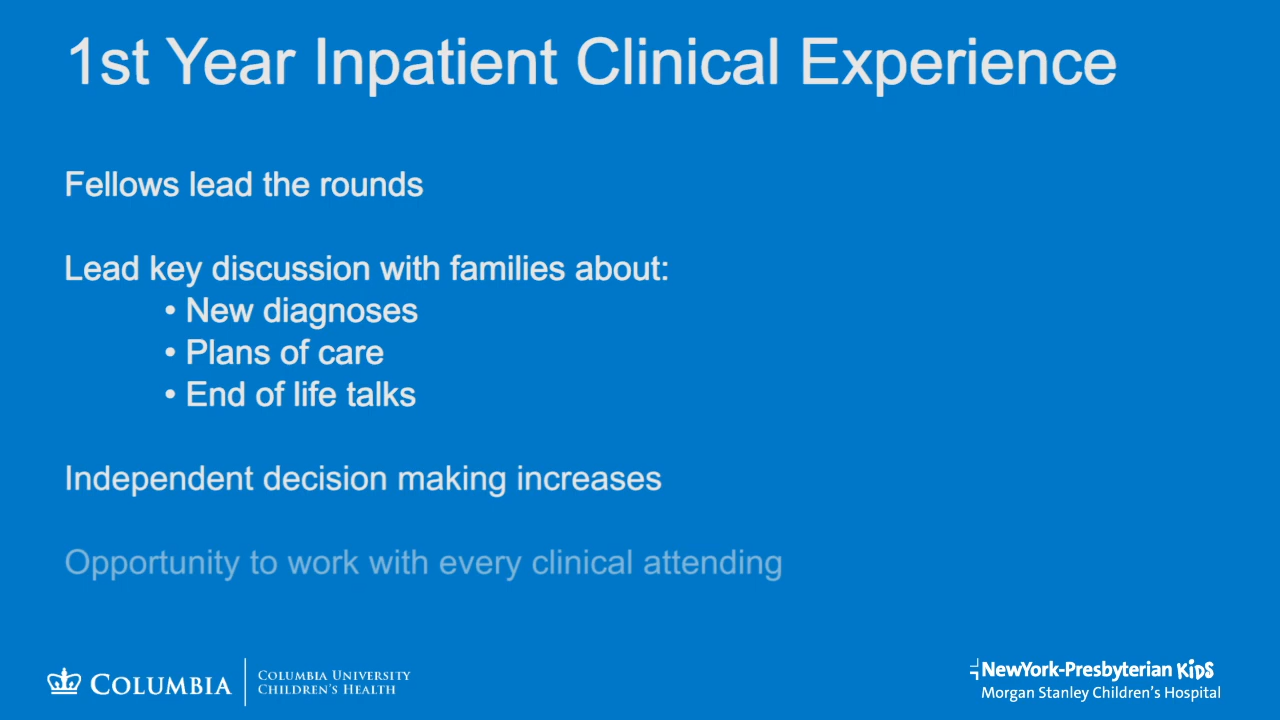 1st Year Inpatient Clinical Experience
Fellows lead the rounds
Lead key discussion with families about:
• New diagnoses
• Plans of care
• End of life talks
Independent decision making increases
Opportunity to work with every clinical attending
COLUMBIA
COLUMBIA UNIVERSITY
CHILDREN'S HEALTH
NewYork-Presbyterian KiDS
Morgan Stanley Children's Hospital